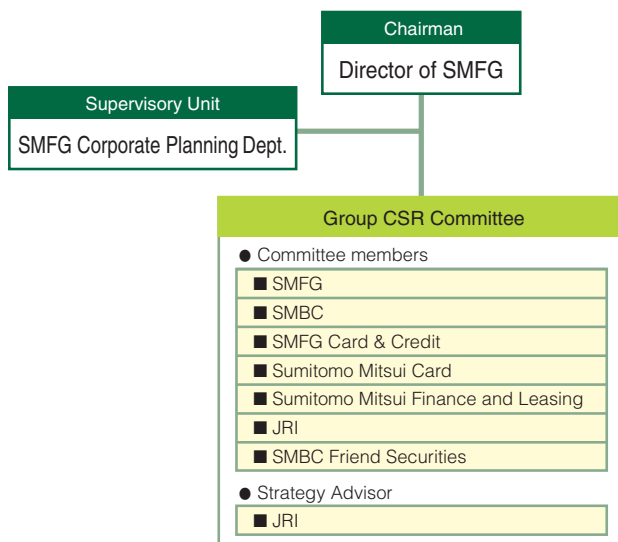 Chairman
Director of SMFG
Supervisory Unit
SMFG Corporate Planning Dept.
Group CSR Committee
● Committee members
■ SMFG
■ SMBC
■ SMFG Card & Credit
■ Sumitomo Mitsui Card
■ Sumitomo Mitsui Finance and Leasing
■ JRI
■ SMBC Friend Securities
● Strategy Advisor
■ JRI